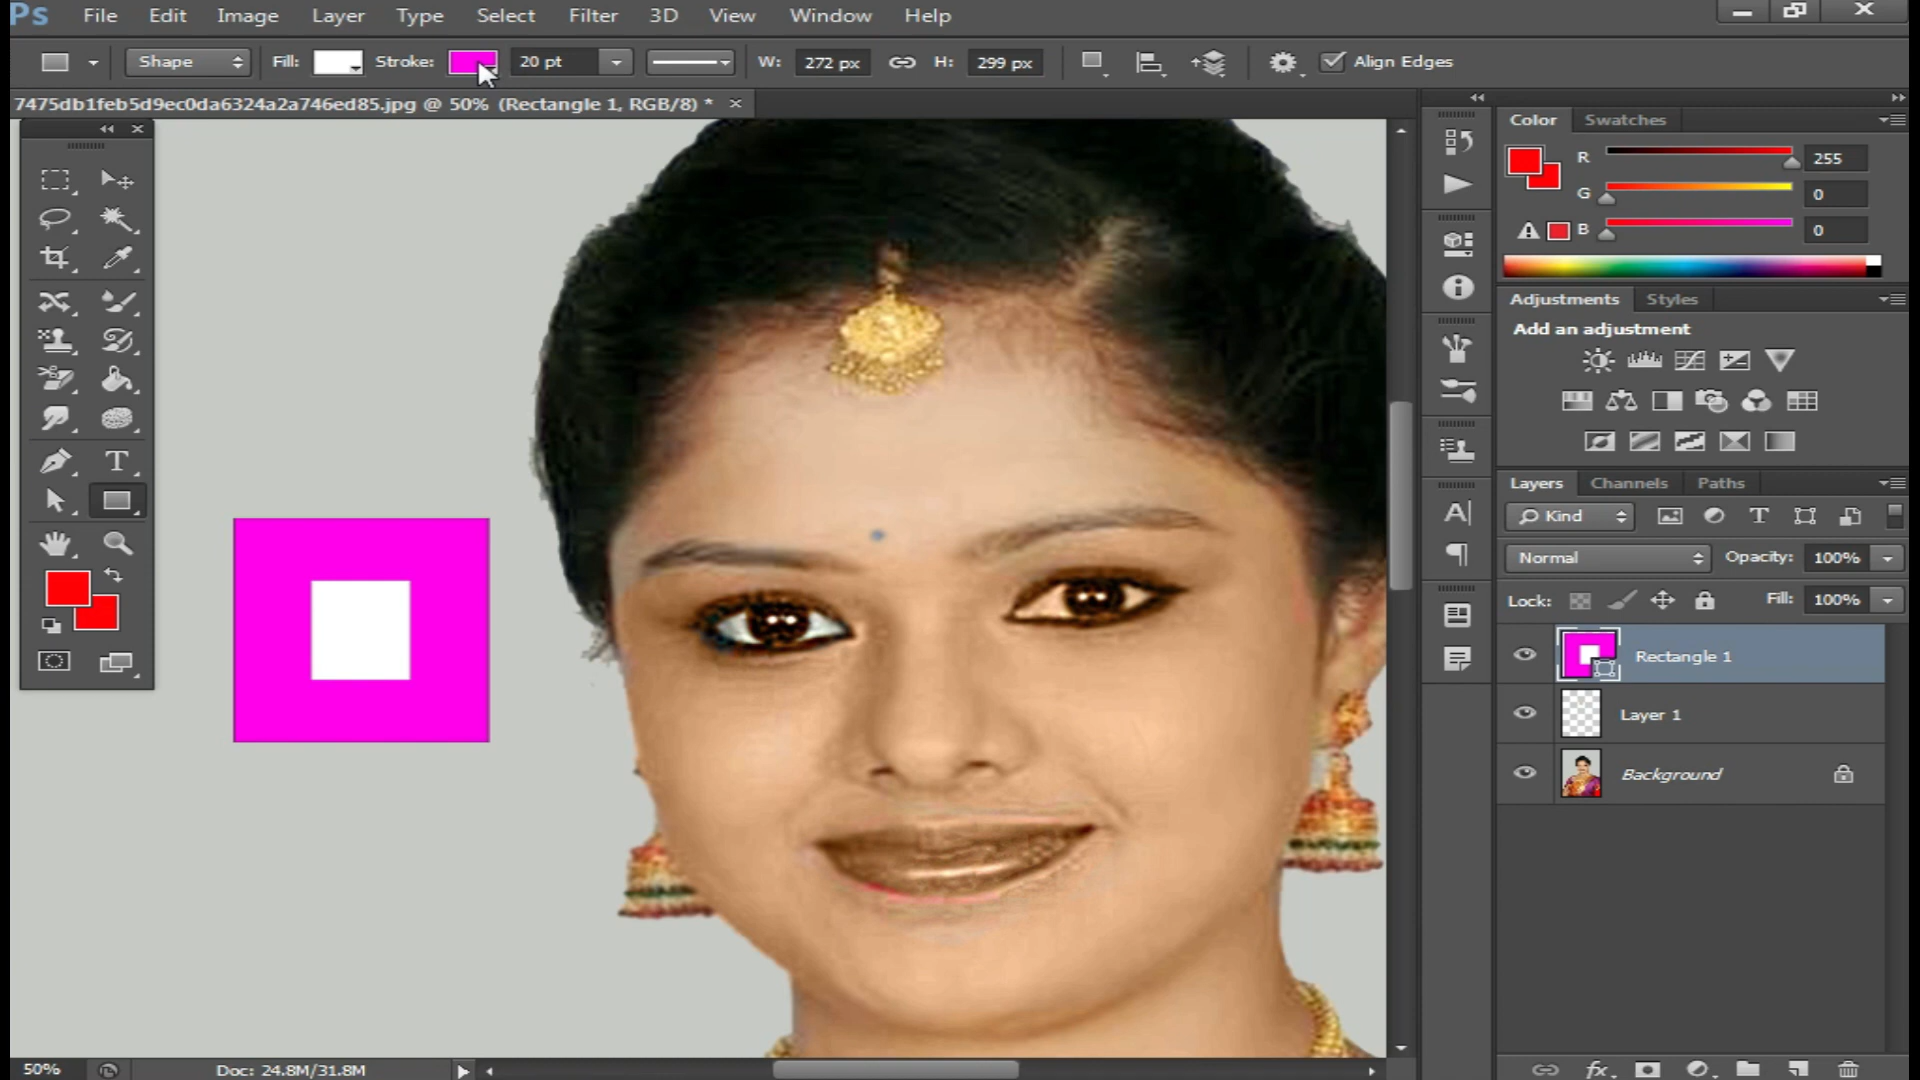 Ps File Edit Image Layer Type Select Filter 3D View Window Help
Shape Fill: Stroke: 20 pt W: 272 px H: 299 px Align Edges
7475db1feb5d9ec0da6324a2a746ed85.jpg @ 50% (Rectangle 1, RGB/8) * ×
Color Swatches
R 255
G 0
B 0
Adjustments Styles
Add an adjustment
Layers Channels Paths
Kind
Normal Opacity: 100%
Lock: Fill: 100%
Rectangle 1
Layer 1
Background
50% Doc: 24.8M/31.8M